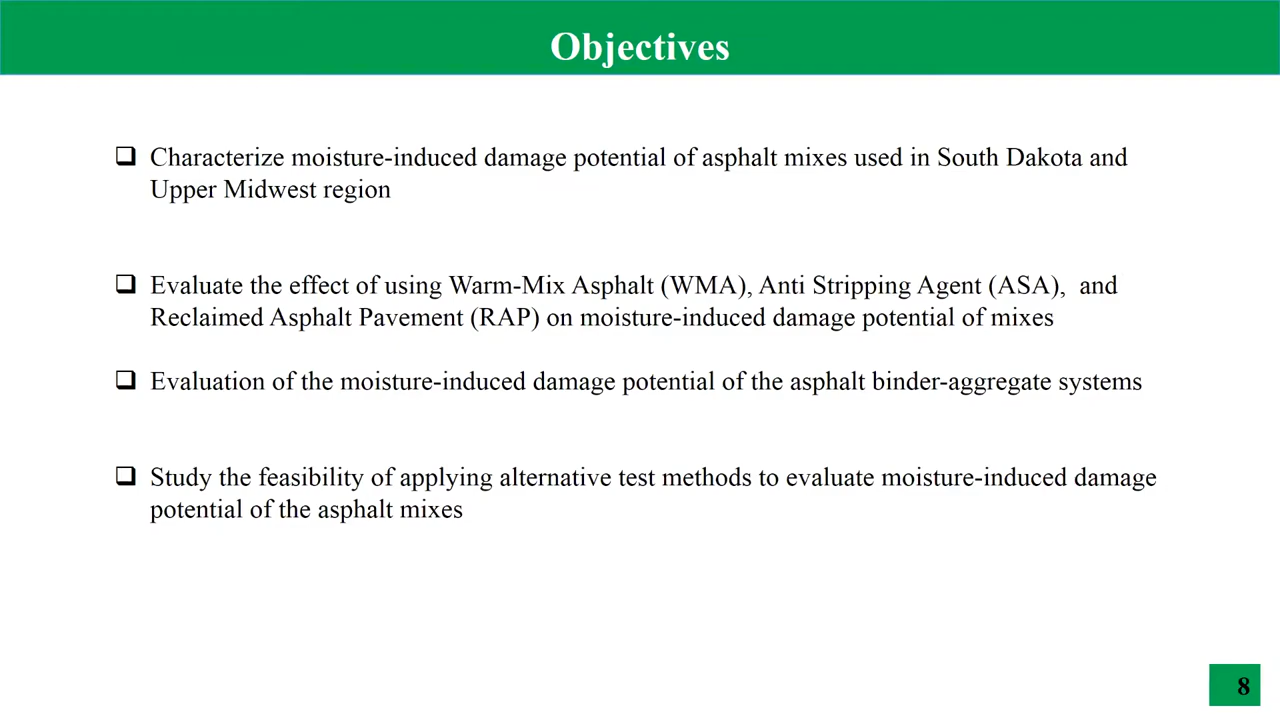 Objectives
Characterize moisture-induced damage potential of asphalt mixes used in South Dakota and
Upper Midwest region
Evaluate the effect of using Warm-Mix Asphalt (WMA), Anti Stripping Agent (ASA),  and
Reclaimed Asphalt Pavement (RAP) on moisture-induced damage potential of mixes
Evaluation of the moisture-induced damage potential of the asphalt binder-aggregate systems
Study the feasibility of applying alternative test methods to evaluate moisture-induced damage
potential of the asphalt mixes
8